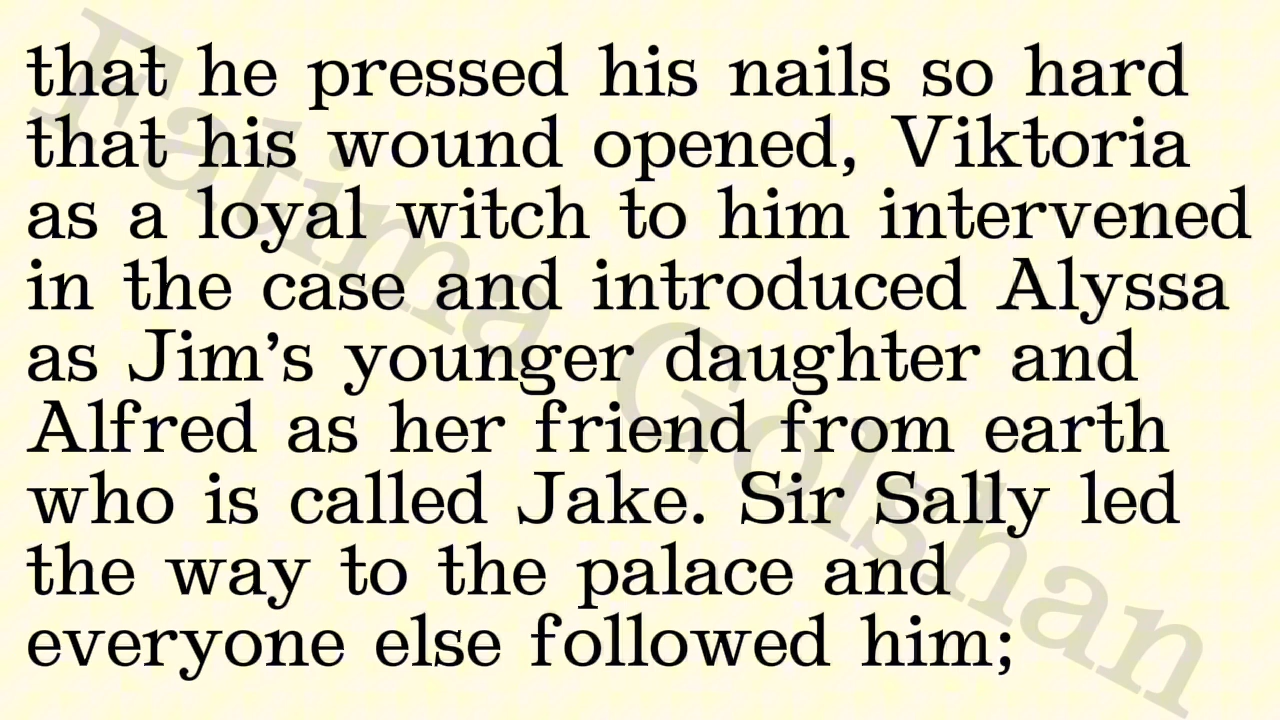 that he pressed his nails so hard
that his wound opened, Viktoria
as a loyal witch to him intervened
in the case and introduced Alyssa
as Jim’s younger daughter and
Alfred as her friend from earth
who is called Jake. Sir Sally led
the way to the palace and
everyone else followed him;
Fatima Golshan